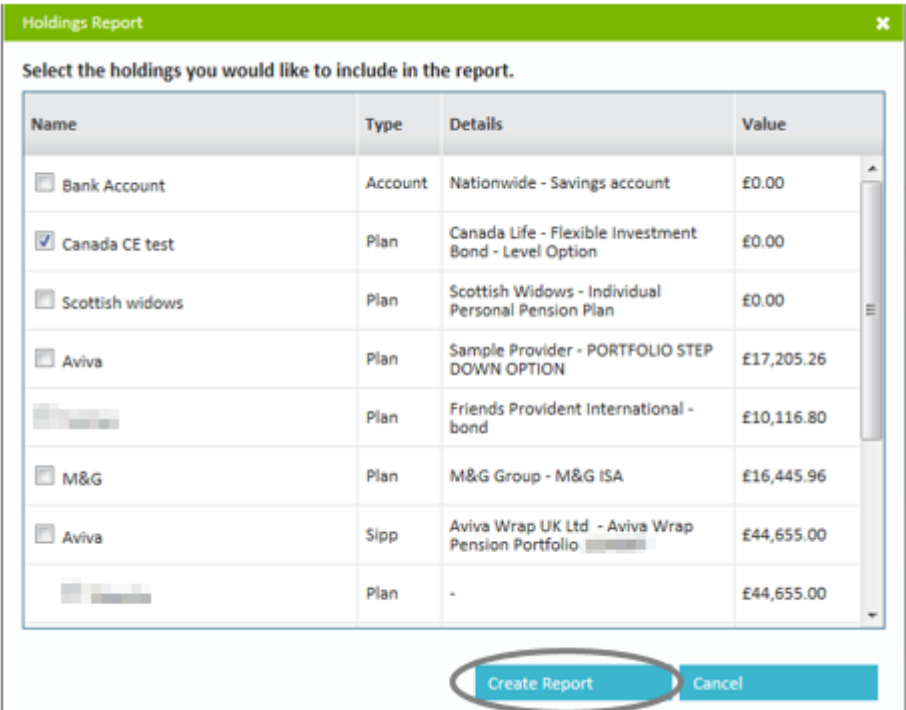 Holdings Report
Select the holdings you would like to include in the report.
Name Type Details Value
Bank Account Account Nationwide - Savings account £0.00
Canada CE test Plan Canada Life - Flexible Investment
Bond - Level Option £0.00
Scottish widows Plan Scottish Widows - Individual
Personal Pension Plan £0.00
Aviva Plan Sample Provider - PORTFOLIO STEP
DOWN OPTION £17,205.26
Plan Friends Provident International -
bond £10,116.80
M&G Plan M&G Group - M&G ISA £16,445.96
Aviva Sipp Aviva Wrap UK Ltd - Aviva Wrap
Pension Portfolio £44,655.00
Plan - £44,655.00
Create Report Cancel